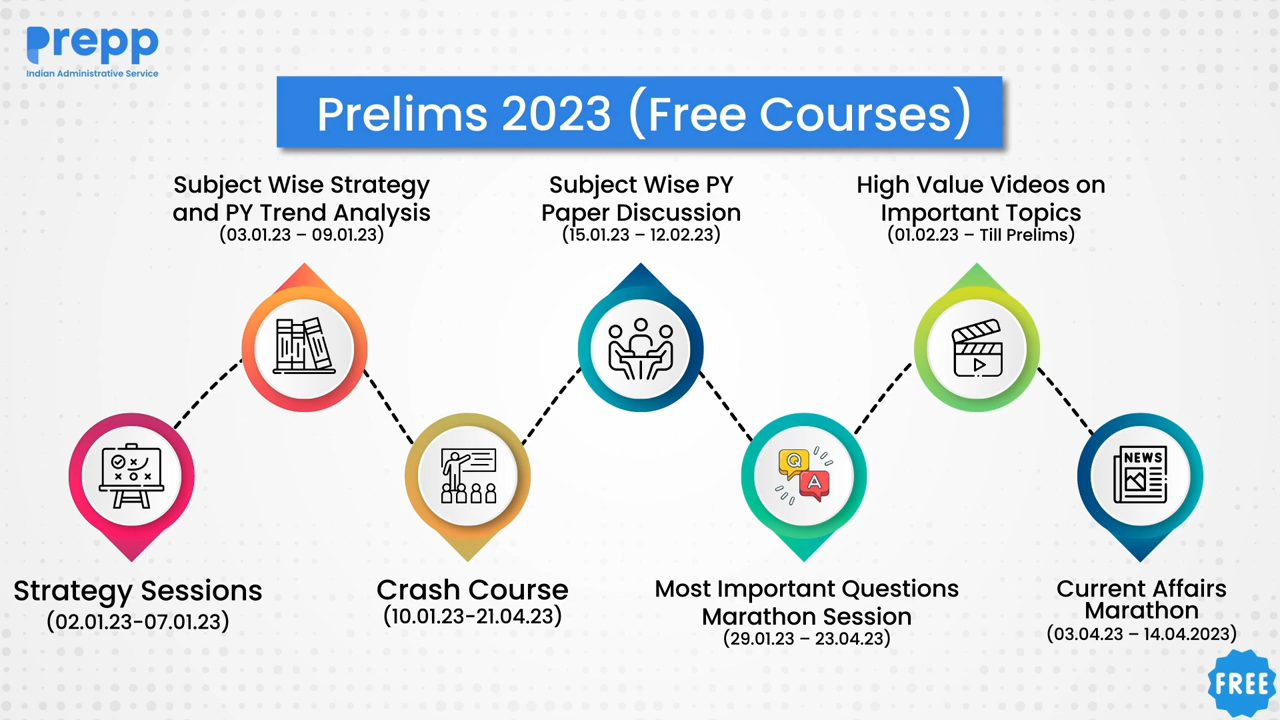 Prepp
Indian Administrative Service
Prelims 2023 (Free Courses)
Subject Wise Strategy
and PY Trend Analysis
(03.01.23 – 09.01.23)
Subject Wise PY
Paper Discussion
(15.01.23 – 12.02.23)
High Value Videos on
Important Topics
(01.02.23 – Till Prelims)
Q
A
NEWS
Strategy Sessions
(02.01.23-07.01.23)
Crash Course
(10.01.23-21.04.23)
Most Important Questions
Marathon Session
(29.01.23 – 23.04.23)
Current Affairs
Marathon
(03.04.23 – 14.04.2023)
FREE